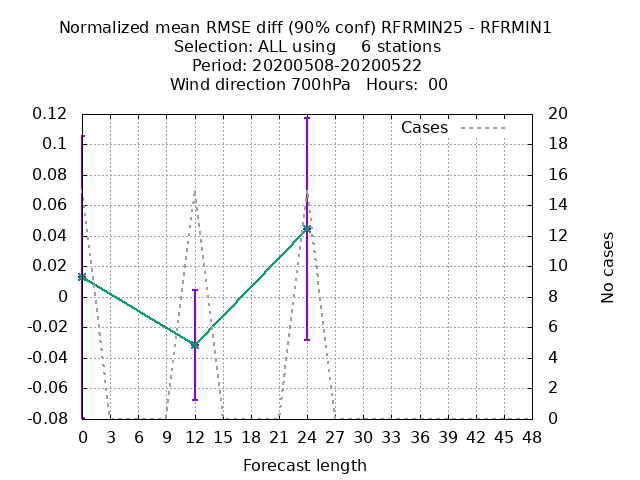 Normalized mean RMSE diff (90% conf) RFRMIN25 - RFRMIN1
Selection: ALL using     6 stations
Period: 20200508-20200522
Wind direction 700hPa   Hours:  00
Cases
0.12
0.1
0.08
0.06
0.04
0.02
0
-0.02
-0.04
-0.06
-0.08
20
18
16
14
12
10
8
6
4
2
0
No cases
0 3 6 9 12 15 18 21 24 27 30 33 36 39 42 45 48
Forecast length